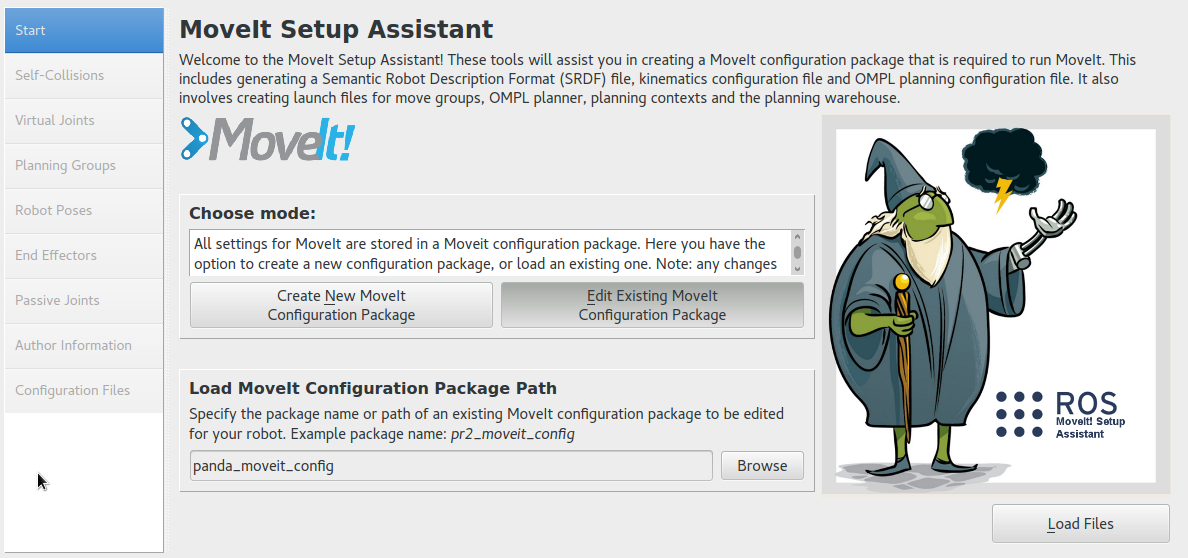 Start
Self-Collisions
Virtual Joints
Planning Groups
Robot Poses
End Effectors
Passive Joints
Author Information
Configuration Files
MoveIt Setup Assistant
Welcome to the MoveIt Setup Assistant! These tools will assist you in creating a MoveIt configuration package that is required to run MoveIt. This
includes generating a Semantic Robot Description Format (SRDF) file, kinematics configuration file and OMPL planning configuration file. It also
involves creating launch files for move groups, OMPL planner, planning contexts and the planning warehouse.
MoveIt!
Choose mode:
All settings for MoveIt are stored in a Moveit configuration package. Here you have the
option to create a new configuration package, or load an existing one. Note: any changes
Create New MoveIt
Configuration Package
Edit Existing MoveIt
Configuration Package
Load MoveIt Configuration Package Path
Specify the package name or path of an existing MoveIt configuration package to be edited
for your robot. Example package name: pr2_moveit_config
panda_moveit_config
Browse
ROS
MoveIt! Setup
Assistant
Load Files